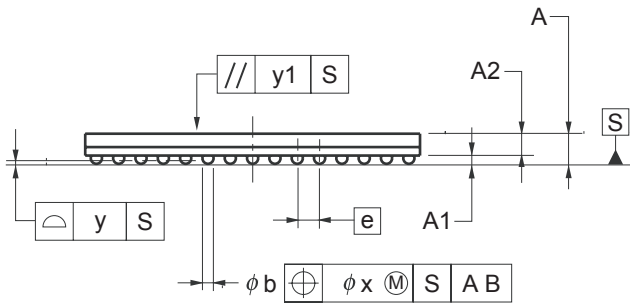 A
A2
// y1 S
S
A1
e
⌓ y S
ϕ b ⌖ ϕ x Ⓜ S A B